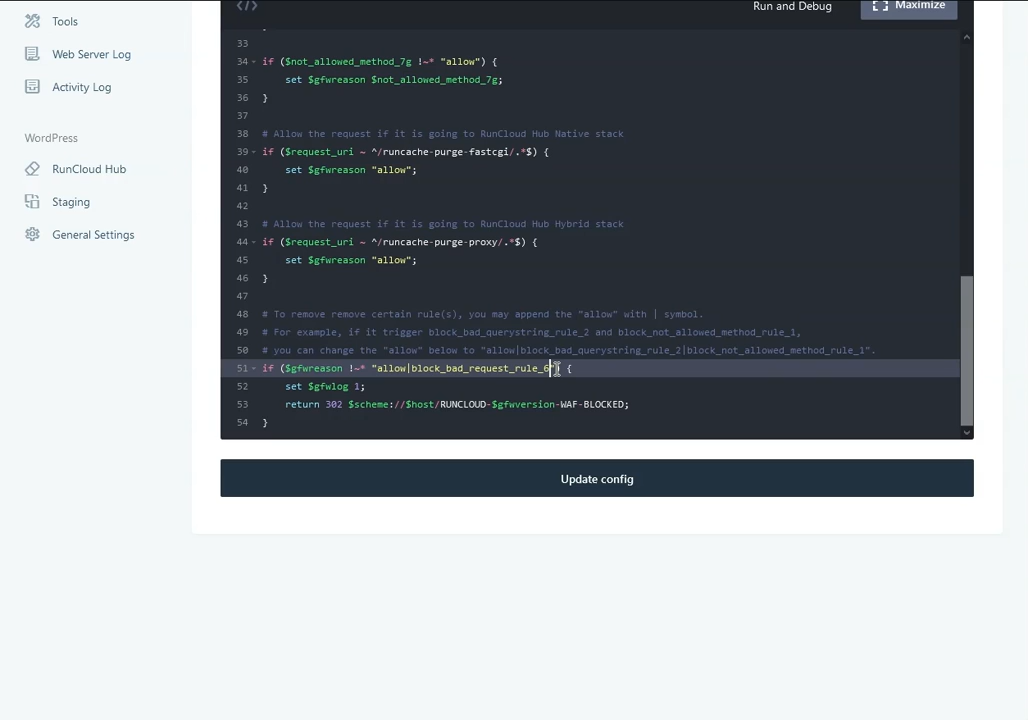 Tools
Web Server Log
Activity Log
WordPress
RunCloud Hub
Staging
General Settings
</> Run and Debug Maximize
33
34 if ($not_allowed_method_7g !~* "allow") {
35 set $gfwreason $not_allowed_method_7g;
36 }
37
38 # Allow the request if it is going to RunCloud Hub Native stack
39 if ($request_uri ~ ^/runcache-purge-fastcgi/.*$) {
40 set $gfwreason "allow";
41 }
42
43 # Allow the request if it is going to RunCloud Hub Hybrid stack
44 if ($request_uri ~ ^/runcache-purge-proxy/.*$) {
45 set $gfwreason "allow";
46 }
47
48 # To remove remove certain rule(s), you may append the "allow" with | symbol.
49 # For example, if it trigger block_bad_querystring_rule_2 and block_not_allowed_method_rule_1,
50 # you can change the "allow" below to "allow|block_bad_querystring_rule_2|block_not_allowed_method_rule_1".
51 if ($gfwreason !~* "allow|block_bad_request_rule_6") {
52 set $gfwlog 1;
53 return 302 $scheme://$host/RUNCLOUD-$gfwversion-WAF-BLOCKED;
54 }
Update config